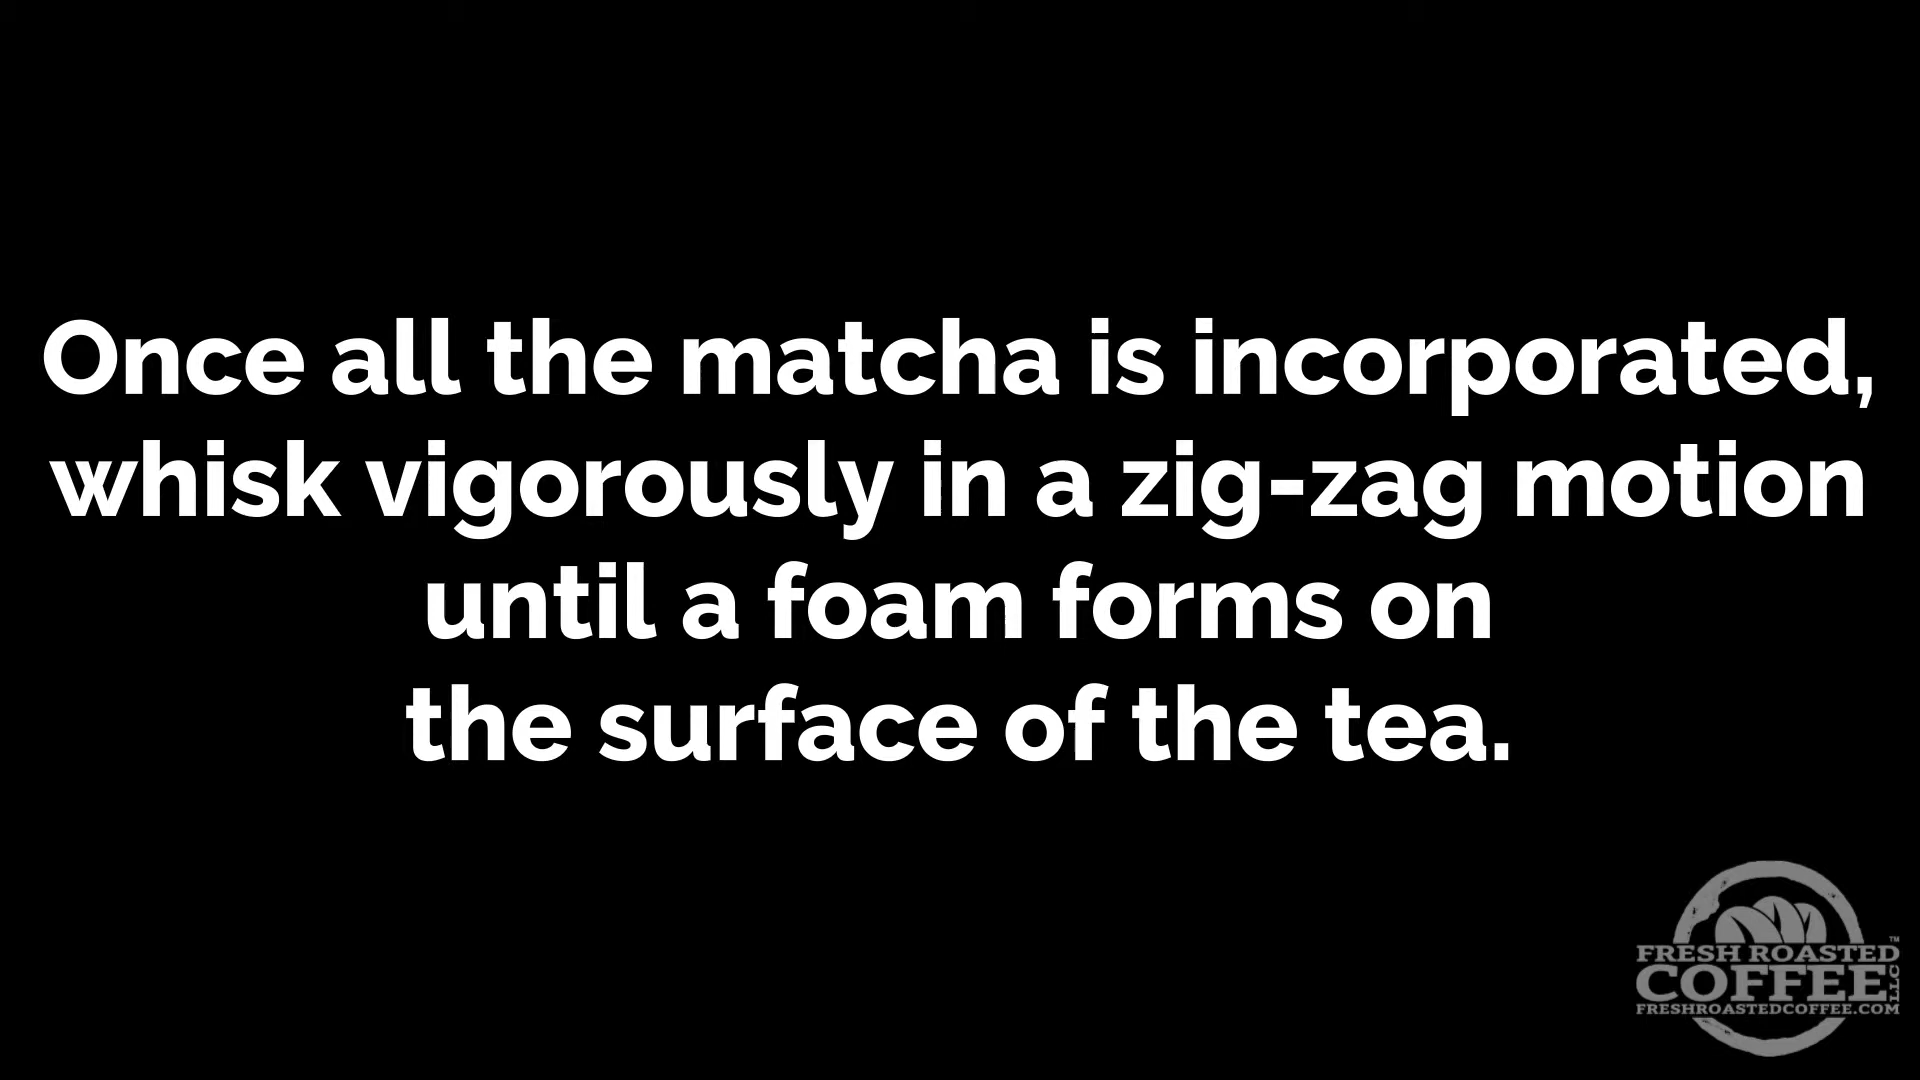 Once all the matcha is incorporated,
whisk vigorously in a zig-zag motion
until a foam forms on
the surface of the tea.
FRESH ROASTED™
COFFEE LLC
FRESHROASTEDCOFFEE.COM